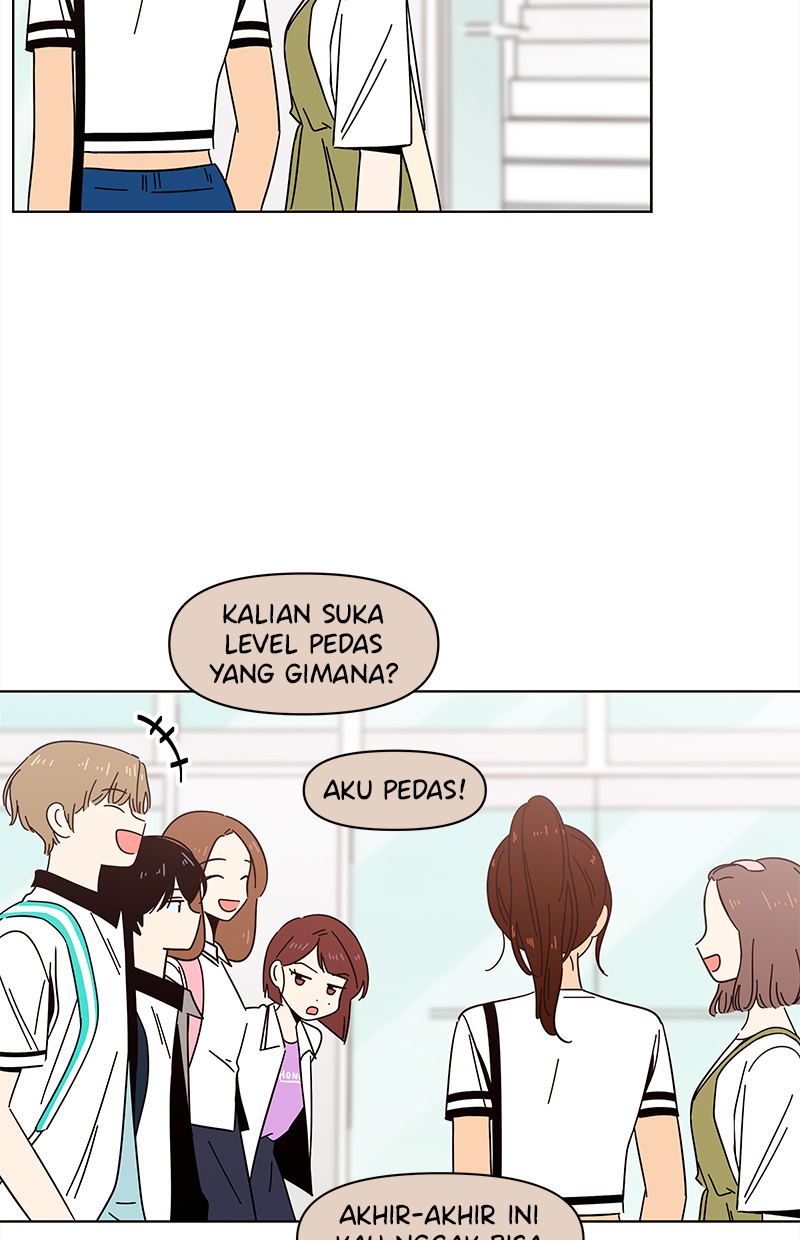 KALIAN SUKA
LEVEL PEDAS
YANG GIMANA?
AKU PEDAS!
AKHIR-AKHIR INI